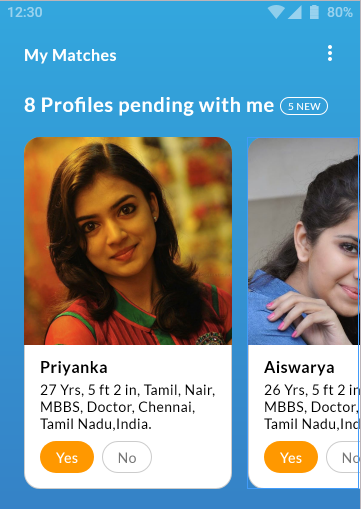 12:30 80%
My Matches
8 Profiles pending with me 5 NEW
Priyanka
27 Yrs, 5 ft 2 in, Tamil, Nair,
MBBS, Doctor, Chennai,
Tamil Nadu,India.
Yes No
Aiswarya
26 Yrs, 5 ft 2 in
MBBS, Doctor,
Tamil Nadu,Ind
Yes No